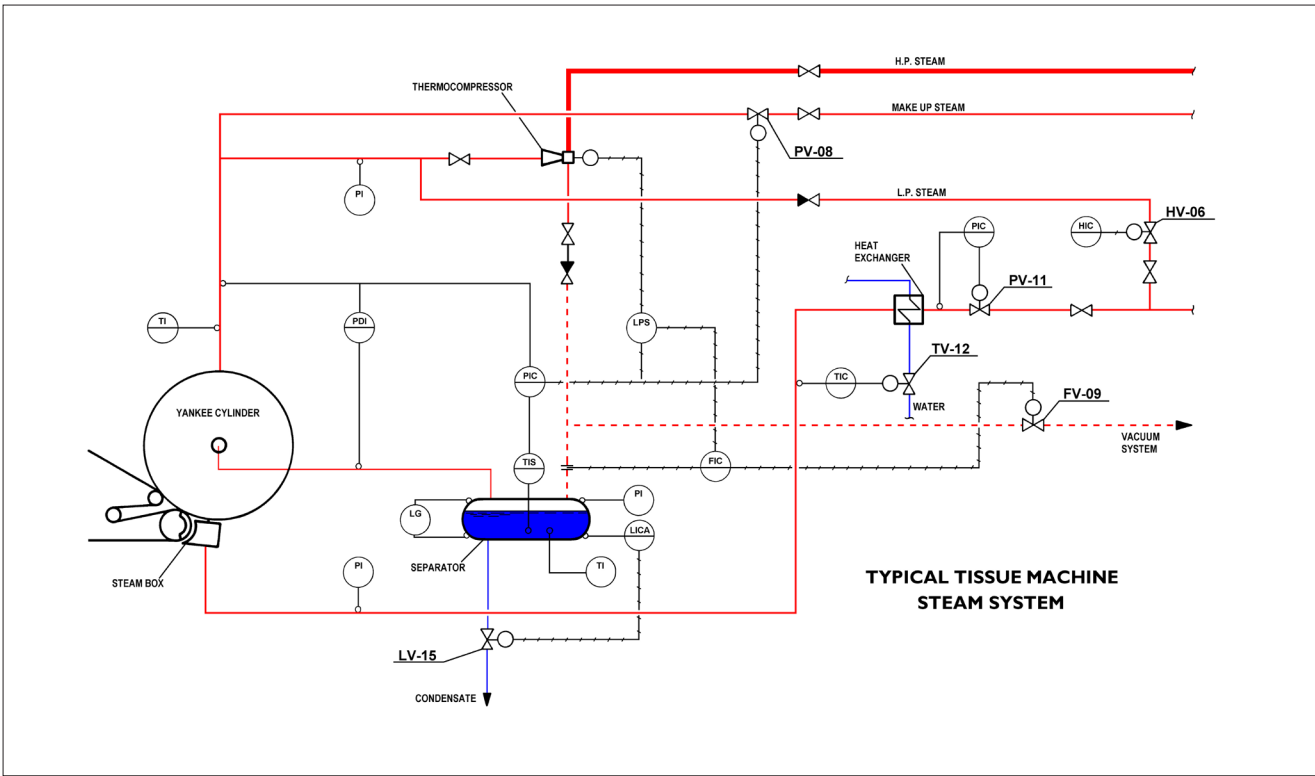 H.P. STEAM
THERMOCOMPRESSOR
MAKE UP STEAM
PV-08
PI
L.P. STEAM
HV-06
PIC
HIC
HEAT
EXCHANGER
PV-11
TI
PDI
LPS
TV-12
PIC
TIC
FV-09
YANKEE CYLINDER
WATER
VACUUM
SYSTEM
TIS
FIC
PI
LG
LICA
SEPARATOR
TI
PI
STEAM BOX
TYPICAL TISSUE MACHINE
STEAM SYSTEM
LV-15
CONDENSATE